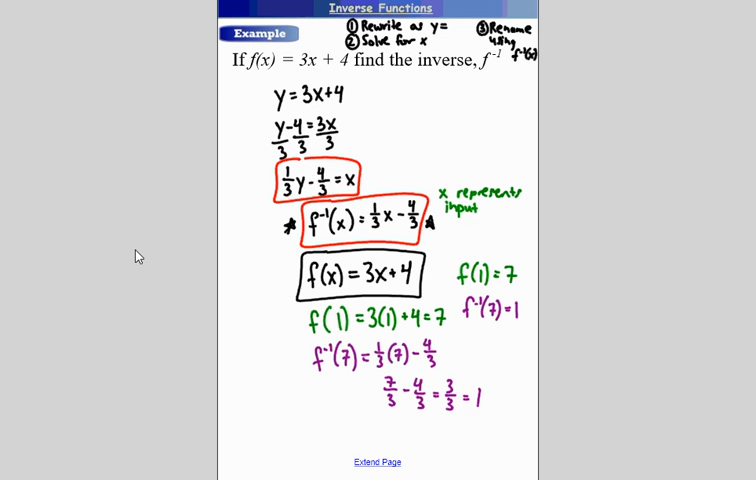 Inverse Functions
Example
① Rewrite as y=
② Solve for x
③ Rename using f⁻¹(x)
If f(x) = 3x + 4 find the inverse, f⁻¹
y = 3x+4
y-4/3 = 3x/3
1/3 y - 4/3 = x
* f⁻¹(x) = 1/3 x - 4/3 *
x represents input
f(x) = 3x+4
f(1) = 7
f(1) = 3(1)+4 = 7
f⁻¹(7) = 1
f⁻¹(7) = 1/3 (7) - 4/3
7/3 - 4/3 = 3/3 = 1
Extend Page